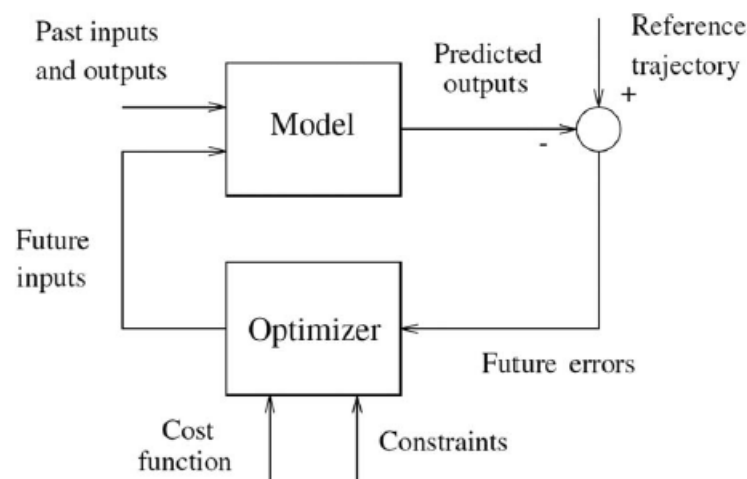 Past inputs
and outputs
Predicted
outputs
Reference
trajectory
+
-
Model
Future
inputs
Optimizer
Future errors
Cost
function
Constraints